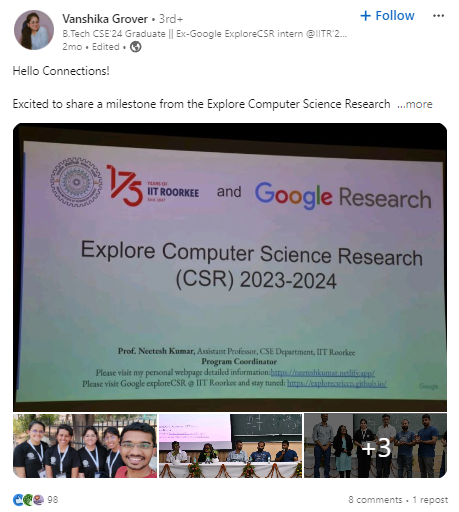 Vanshika Grover • 3rd+
+ Follow
B.Tech CSE'24 Graduate || Ex-Google ExploreCSR intern @IITR'2...
2mo • Edited •
Hello Connections!
Excited to share a milestone from the Explore Computer Science Research ...more
175 YEARS OF IIT ROORKEE and Google Research
Explore Computer Science Research
(CSR) 2023-2024
Prof. Neetesh Kumar, Assistant Professor, CSE Department, IIT Roorkee
Program Coordinator
Please visit my personal webpage detailed information:https://neeteshkumar.netlify.app/
Please visit Google exploreCSR @ IIT Roorkee and stay tuned: https://explorecsriitr.github.io/
Google
+3
98
8 comments • 1 repost